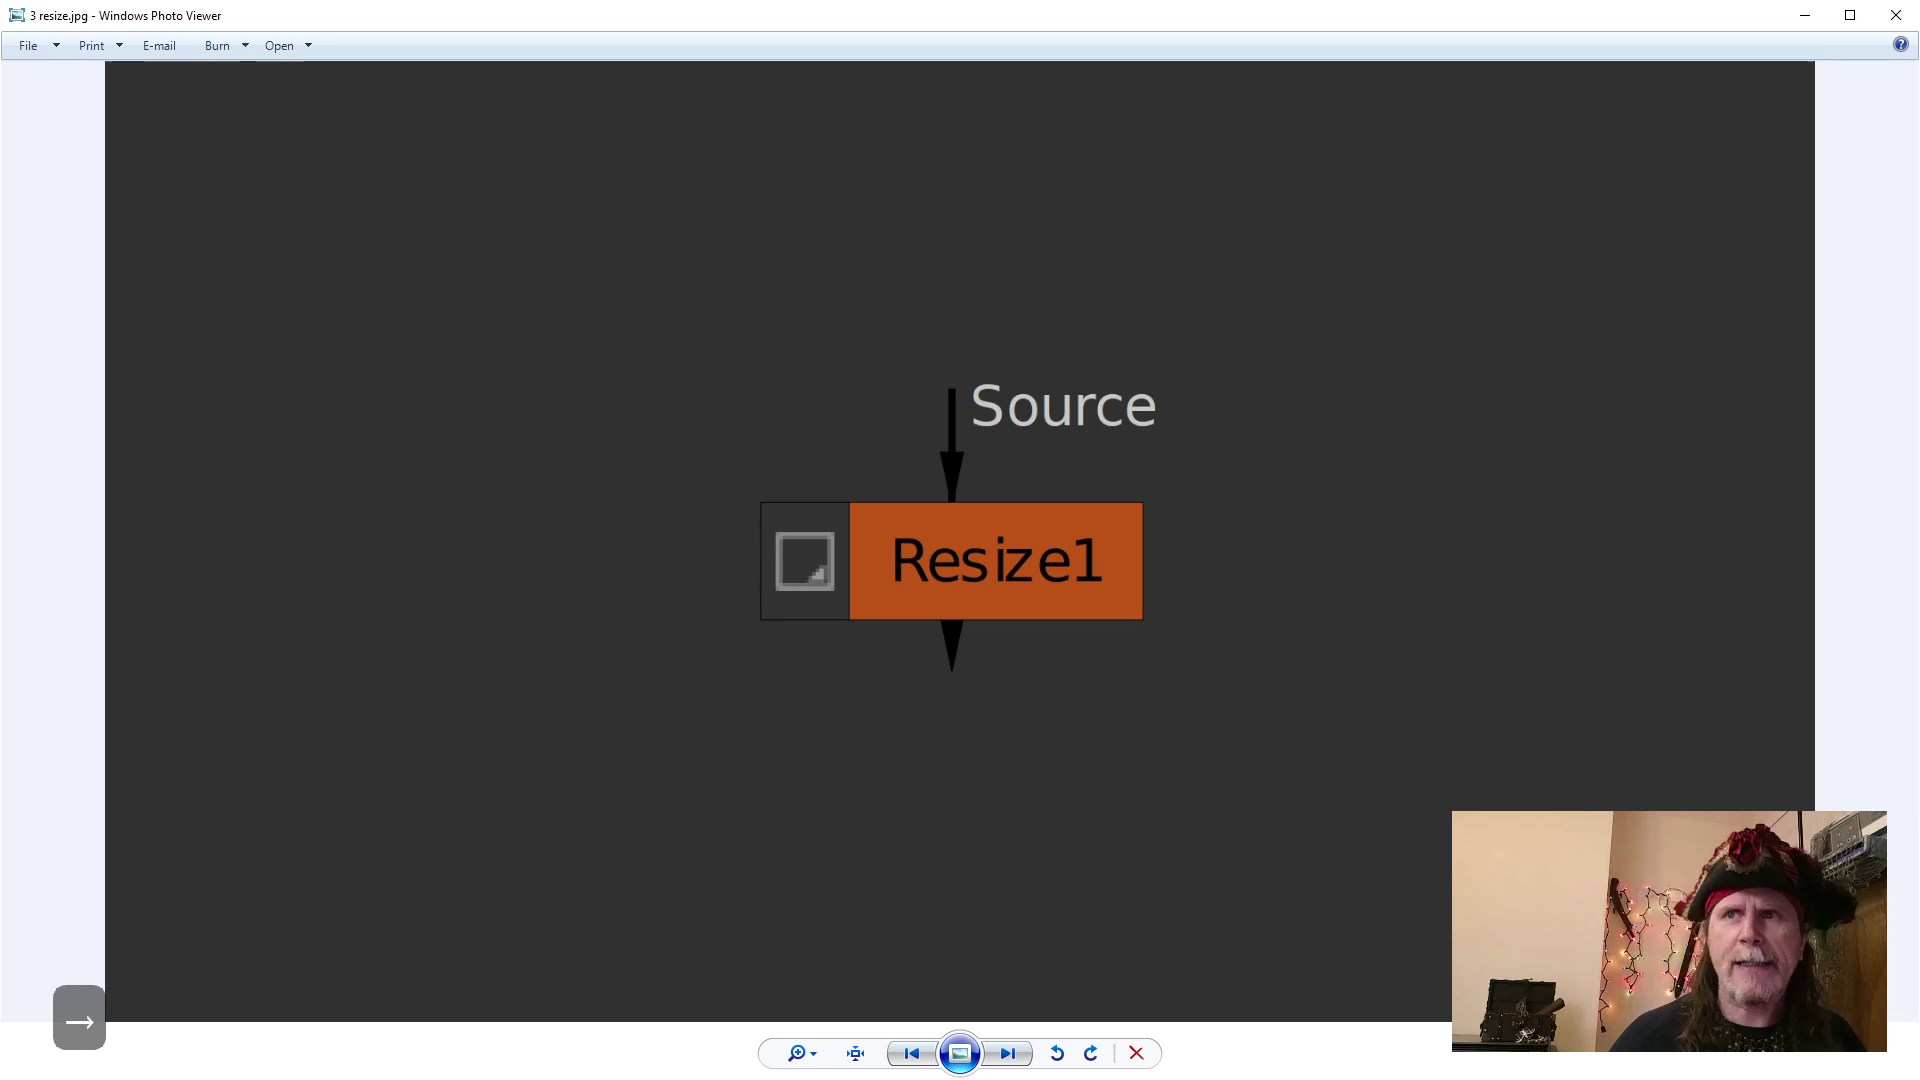 3 resize.jpg - Windows Photo Viewer
File Print E-mail Burn Open
Source
Resize1